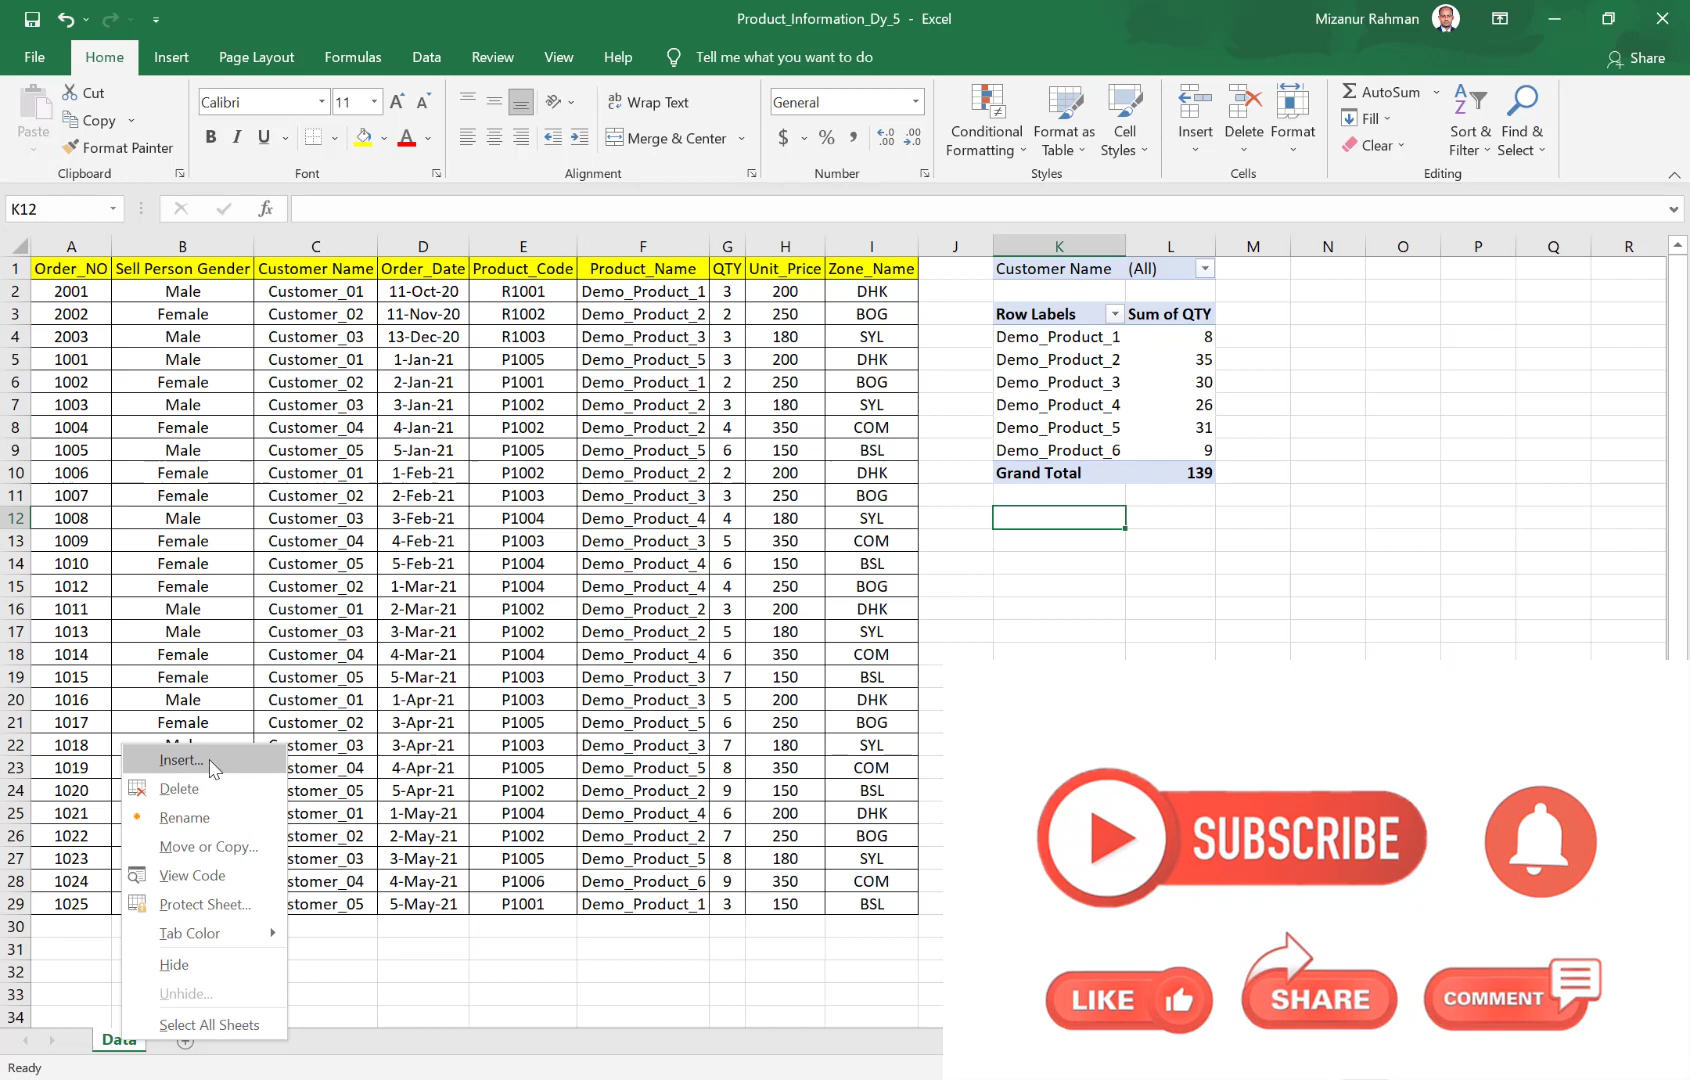 Product_Information_Dy_5 - Excel
Mizanur Rahman
File Home Insert Page Layout Formulas Data Review View Help Tell me what you want to do
Share
Paste
Cut
Copy
Format Painter
Clipboard
Calibri 11
B I U
Font
Wrap Text
Merge & Center
Alignment
General
$ % ,
Number
Conditional Formatting
Format as Table
Cell Styles
Styles
Insert Delete Format
Cells
AutoSum
Fill
Clear
Sort & Filter
Find & Select
Editing
K12
fx
A B C D E F G H I J K L M N O P Q R
1 Order_NO Sell Person Gender Customer Name Order_Date Product_Code Product_Name QTY Unit_Price Zone_Name Customer Name (All)
2 2001 Male Customer_01 11-Oct-20 R1001 Demo_Product_1 3 200 DHK
3 2002 Female Customer_02 11-Nov-20 R1002 Demo_Product_2 2 250 BOG Row Labels Sum of QTY
4 2003 Male Customer_03 13-Dec-20 R1003 Demo_Product_3 3 180 SYL Demo_Product_1 8
5 1001 Male Customer_01 1-Jan-21 P1005 Demo_Product_5 3 200 DHK Demo_Product_2 35
6 1002 Female Customer_02 2-Jan-21 P1001 Demo_Product_1 2 250 BOG Demo_Product_3 30
7 1003 Male Customer_03 3-Jan-21 P1002 Demo_Product_2 3 180 SYL Demo_Product_4 26
8 1004 Female Customer_04 4-Jan-21 P1002 Demo_Product_2 4 350 COM Demo_Product_5 31
9 1005 Male Customer_05 5-Jan-21 P1005 Demo_Product_5 6 150 BSL Demo_Product_6 9
10 1006 Female Customer_01 1-Feb-21 P1002 Demo_Product_2 2 200 DHK Grand Total 139
11 1007 Female Customer_02 2-Feb-21 P1003 Demo_Product_3 3 250 BOG
12 1008 Male Customer_03 3-Feb-21 P1004 Demo_Product_4 4 180 SYL
13 1009 Female Customer_04 4-Feb-21 P1003 Demo_Product_3 5 350 COM
14 1010 Female Customer_05 5-Feb-21 P1004 Demo_Product_4 6 150 BSL
15 1012 Female Customer_02 1-Mar-21 P1004 Demo_Product_4 4 250 BOG
16 1011 Male Customer_01 2-Mar-21 P1002 Demo_Product_2 3 200 DHK
17 1013 Male Customer_03 3-Mar-21 P1002 Demo_Product_2 5 180 SYL
18 1014 Female Customer_04 4-Mar-21 P1004 Demo_Product_4 6 350 COM
19 1015 Female Customer_05 5-Mar-21 P1003 Demo_Product_3 7 150 BSL
20 1016 Male Customer_01 1-Apr-21 P1003 Demo_Product_3 5 200 DHK
21 1017 Female Customer_02 3-Apr-21 P1005 Demo_Product_5 6 250 BOG
22 1018 Customer_03 3-Apr-21 P1003 Demo_Product_3 7 180 SYL
23 1019 stomer_04 4-Apr-21 P1005 Demo_Product_5 8 350 COM
24 1020 stomer_05 5-Apr-21 P1002 Demo_Product_2 9 150 BSL
25 1021 stomer_01 1-May-21 P1004 Demo_Product_4 6 200 DHK
26 1022 stomer_02 2-May-21 P1002 Demo_Product_2 7 250 BOG
27 1023 stomer_03 3-May-21 P1005 Demo_Product_5 8 180 SYL
28 1024 stomer_04 4-May-21 P1006 Demo_Product_6 9 350 COM
29 1025 stomer_05 5-May-21 P1001 Demo_Product_1 3 150 BSL
30
31
32
33
34
Insert...
Delete
Rename
Move or Copy...
View Code
Protect Sheet...
Tab Color
Hide
Unhide...
Select All Sheets
Data
Ready
SUBSCRIBE
LIKE
SHARE
COMMENT